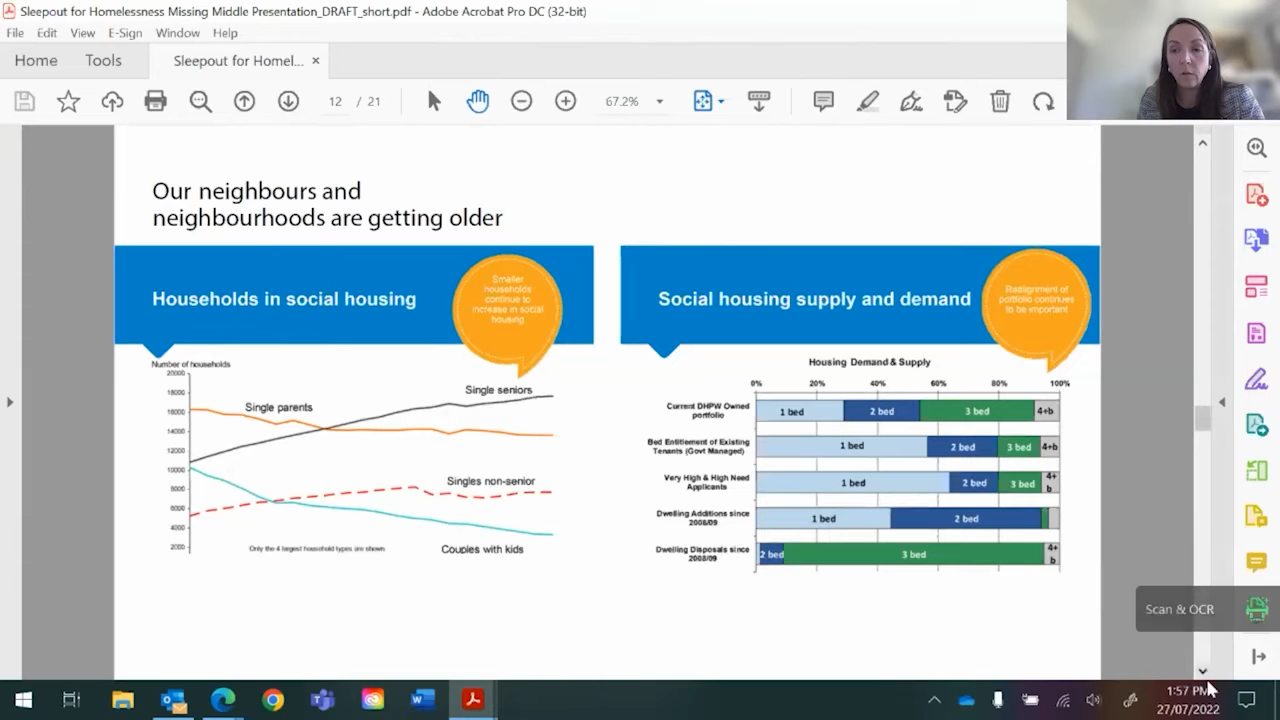 Sleepout for Homelessness Missing Middle Presentation_DRAFT_short.pdf - Adobe Acrobat Pro DC (32-bit)
File Edit View E-Sign Window Help
Home Tools Sleepout for Homel... ×
12 / 21 67.2%
Our neighbours and
neighbourhoods are getting older
Households in social housing
Smaller
households
continue to
increase in social
housing
Number of households
20000
18000
16000
14000
12000
10000
8000
6000
4000
2000
Single parents
Single seniors
Singles non-senior
Couples with kids
Only the 4 largest household types are shown
Social housing supply and demand
Realignment of
portfolio continues
to be important
Housing Demand & Supply
0% 20% 40% 60% 80% 100%
Current DHPW Owned
portfolio
1 bed 2 bed 3 bed 4+b
Bed Entitlement of Existing
Tenants (Govt Managed)
1 bed 2 bed 3 bed 4+b
Very High & High Need
Applicants
1 bed 2 bed 3 bed 4+
b
Dwelling Additions since
2008/09
1 bed 2 bed
Dwelling Disposals since
2008/09
2 bed 3 bed 4+
b
Scan & OCR
1:57 PM
27/07/2022